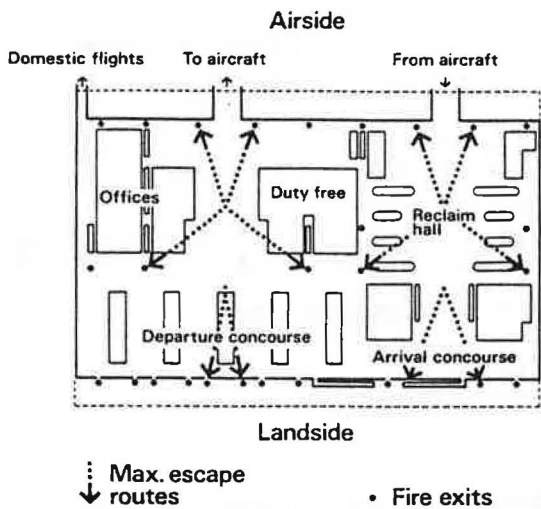 Airside
Domestic flights
To aircraft
From aircraft
Offices
Duty free
Reclaim
hall
Departure concourse
Arrival concourse
Landside
Max. escape
routes
• Fire exits